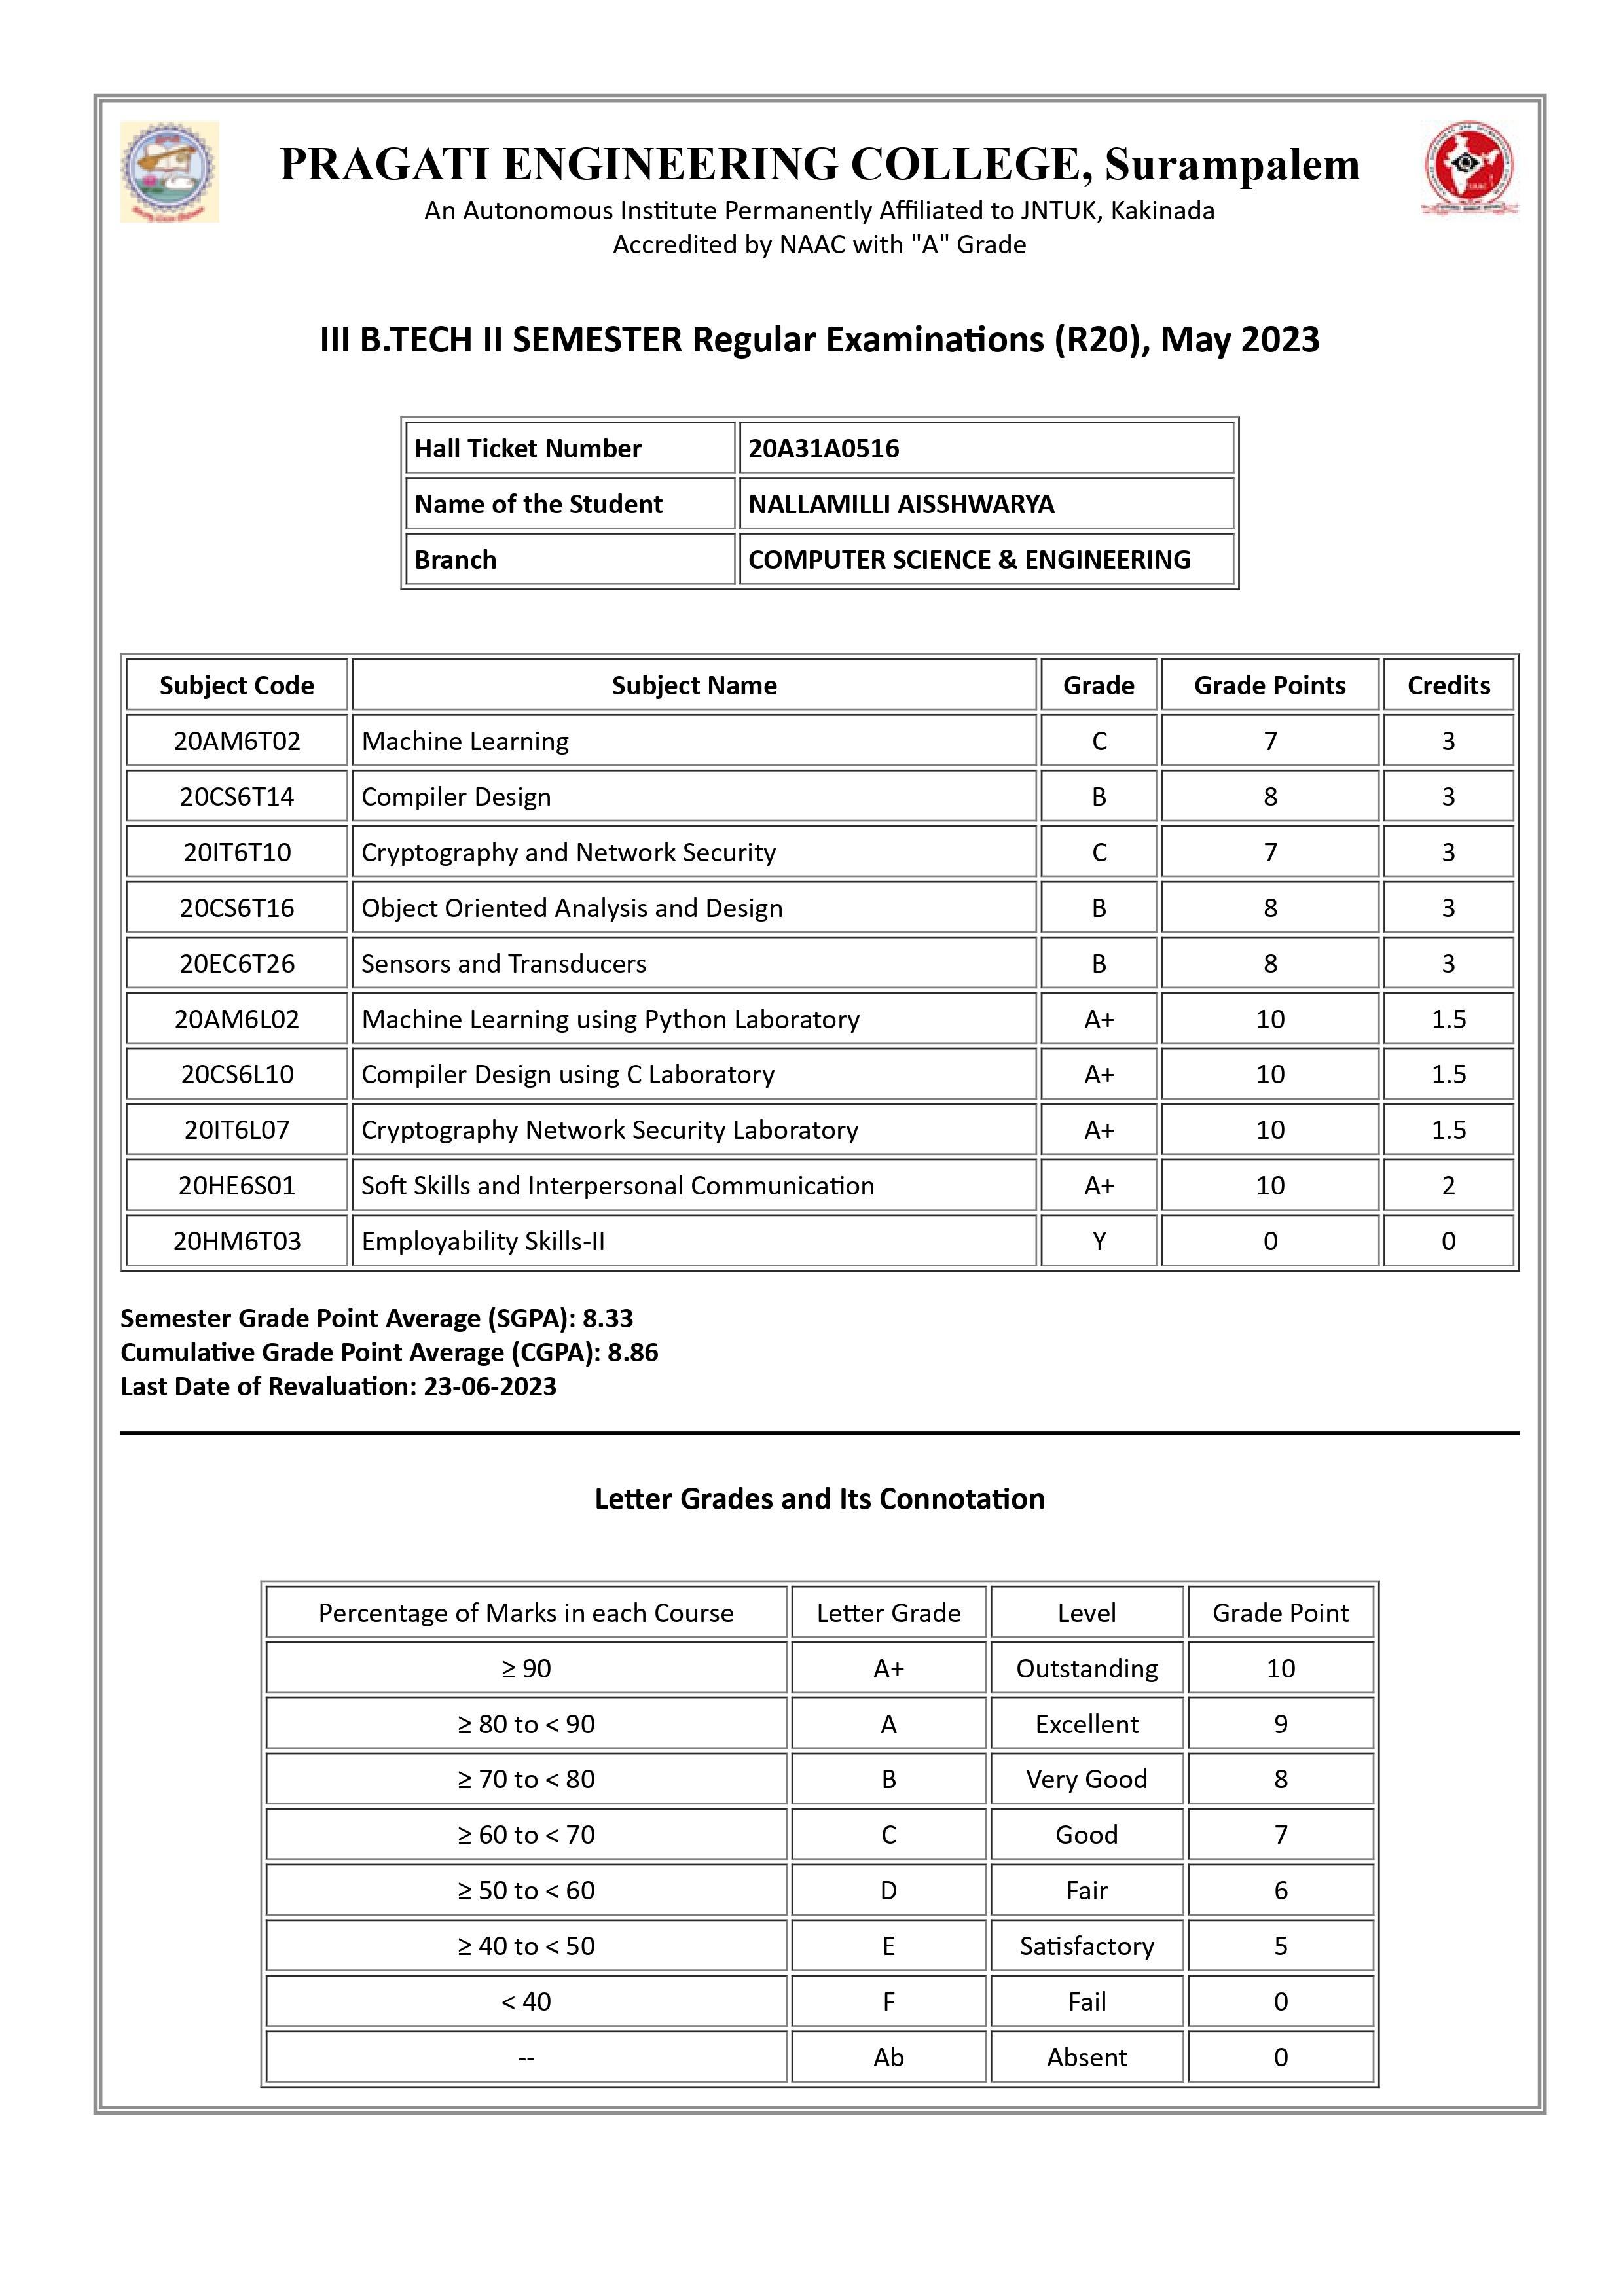 PRAGATI ENGINEERING COLLEGE, Surampalem
An Autonomous Institute Permanently Affiliated to JNTUK, Kakinada
Accredited by NAAC with "A" Grade
III B.TECH II SEMESTER Regular Examinations (R20), May 2023
Hall Ticket Number 20A31A0516
Name of the Student NALLAMILLI AISSHWARYA
Branch COMPUTER SCIENCE & ENGINEERING
Subject Code Subject Name Grade Grade Points Credits
20AM6T02 Machine Learning C 7 3
20CS6T14 Compiler Design B 8 3
20IT6T10 Cryptography and Network Security C 7 3
20CS6T16 Object Oriented Analysis and Design B 8 3
20EC6T26 Sensors and Transducers B 8 3
20AM6L02 Machine Learning using Python Laboratory A+ 10 1.5
20CS6L10 Compiler Design using C Laboratory A+ 10 1.5
20IT6L07 Cryptography Network Security Laboratory A+ 10 1.5
20HE6S01 Soft Skills and Interpersonal Communication A+ 10 2
20HM6T03 Employability Skills-II Y 0 0
Semester Grade Point Average (SGPA): 8.33
Cumulative Grade Point Average (CGPA): 8.86
Last Date of Revaluation: 23-06-2023
Letter Grades and Its Connotation
Percentage of Marks in each Course Letter Grade Level Grade Point
≥ 90 A+ Outstanding 10
≥ 80 to < 90 A Excellent 9
≥ 70 to < 80 B Very Good 8
≥ 60 to < 70 C Good 7
≥ 50 to < 60 D Fair 6
≥ 40 to < 50 E Satisfactory 5
< 40 F Fail 0
-- Ab Absent 0